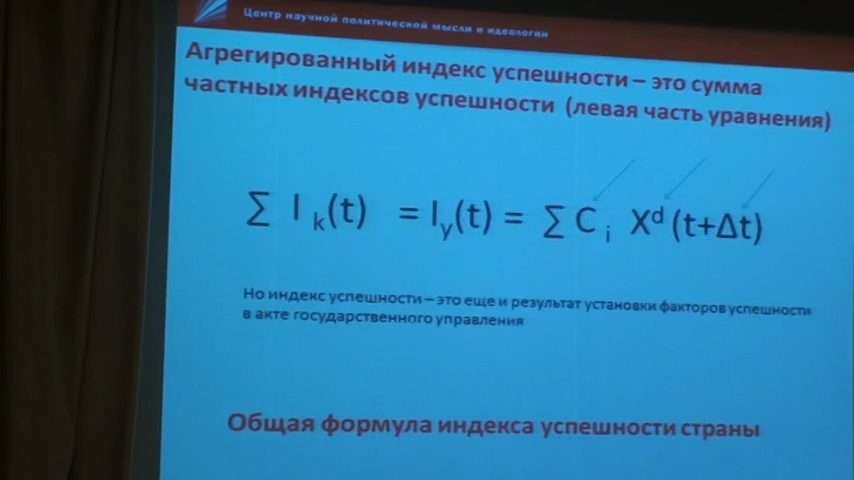 Центр научной политической мысли и идеологии
Агрегированный индекс успешности – это сумма
частных индексов успешности (левая часть уравнения)
∑ I k(t) = Iy(t) = ∑ C i Xd (t+Δt)
Но индекс успешности – это еще и результат установки факторов успешности
в акте государственного управления
Общая формула индекса успешности страны